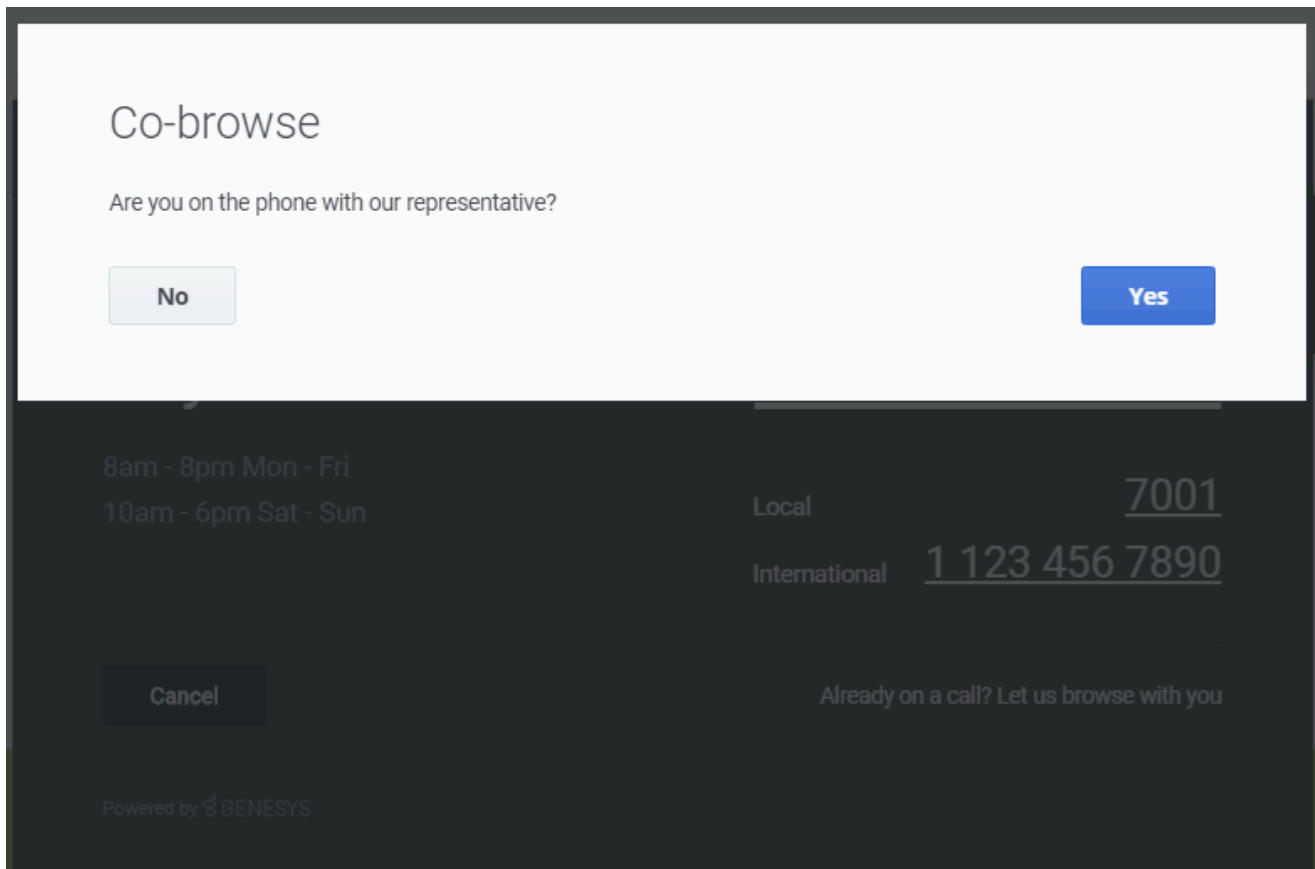 Co-browse
Are you on the phone with our representative?
No
Yes
8am - 8pm Mon - Fri
10am - 6pm Sat - Sun
Local 7001
International 1 123 456 7890
Cancel
Already on a call? Let us browse with you
Powered by GENESYS